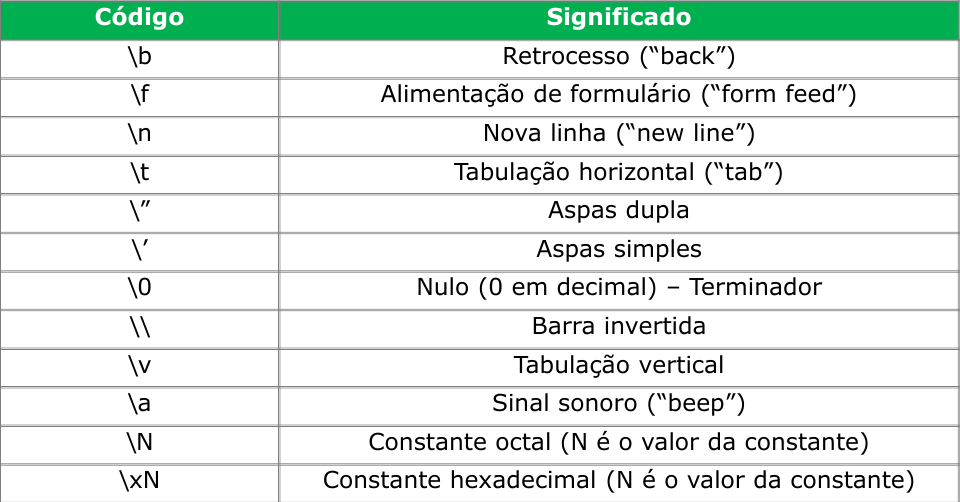 Código Significado
\b Retrocesso (“back”)
\f Alimentação de formulário (“form feed”)
\n Nova linha (“new line”)
\t Tabulação horizontal (“tab”)
\” Aspas dupla
\’ Aspas simples
\0 Nulo (0 em decimal) – Terminador
\\ Barra invertida
\v Tabulação vertical
\a Sinal sonoro (“beep”)
\N Constante octal (N é o valor da constante)
\xN Constante hexadecimal (N é o valor da constante)